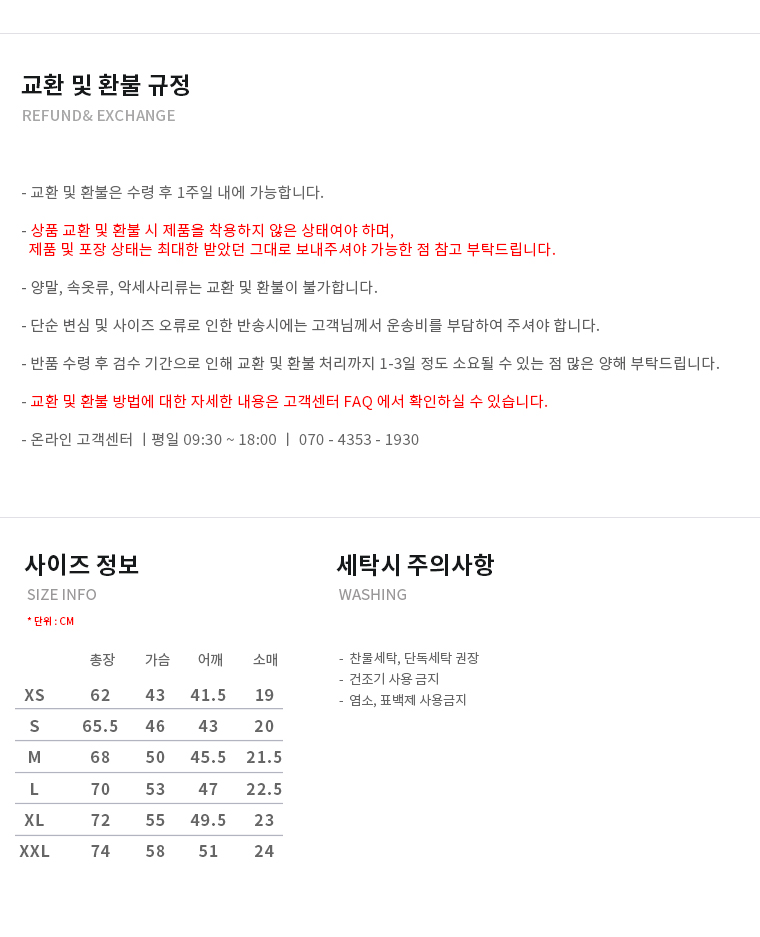 교환 및 환불 규정
REFUND& EXCHANGE
- 교환 및 환불은 수령 후 1주일 내에 가능합니다.
- 상품 교환 및 환불 시 제품을 착용하지 않은 상태여야 하며,
제품 및 포장 상태는 최대한 받았던 그대로 보내주셔야 가능한 점 참고 부탁드립니다.
- 양말, 속옷류, 악세사리류는 교환 및 환불이 불가합니다.
- 단순 변심 및 사이즈 오류로 인한 반송시에는 고객님께서 운송비를 부담하여 주셔야 합니다.
- 반품 수령 후 검수 기간으로 인해 교환 및 환불 처리까지 1-3일 정도 소요될 수 있는 점 많은 양해 부탁드립니다.
- 교환 및 환불 방법에 대한 자세한 내용은 고객센터 FAQ 에서 확인하실 수 있습니다.
- 온라인 고객센터 ㅣ평일 09:30 ~ 18:00 ㅣ 070 - 4353 - 1930
사이즈 정보
SIZE INFO
* 단위 : CM
총장 가슴 어깨 소매
XS 62 43 41.5 19
S 65.5 46 43 20
M 68 50 45.5 21.5
L 70 53 47 22.5
XL 72 55 49.5 23
XXL 74 58 51 24
세탁시 주의사항
WASHING
- 찬물세탁, 단독세탁 권장
- 건조기 사용 금지
- 염소, 표백제 사용금지